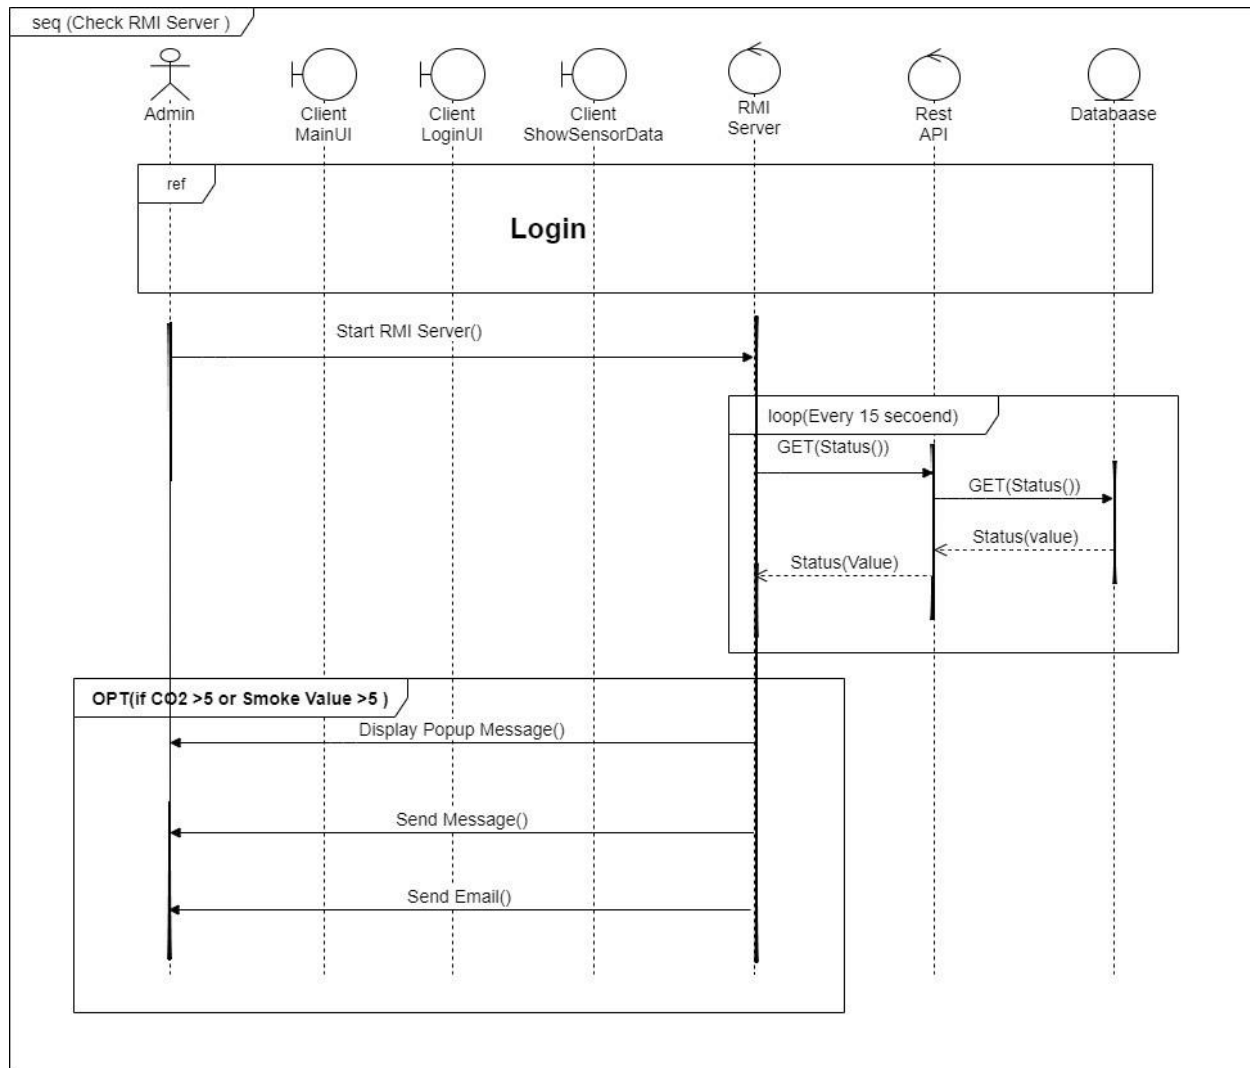 seq (Check RMI Server )
Admin
Client
MainUI
Client
LoginUI
Client
ShowSensorData
RMI
Server
Rest
API
Databaase
ref
Login
Start RMI Server()
loop(Every 15 secoend)
GET(Status())
GET(Status())
Status(value)
Status(Value)
OPT(if CO2 >5 or Smoke Value >5 )
Display Popup Message()
Send Message()
Send Email()